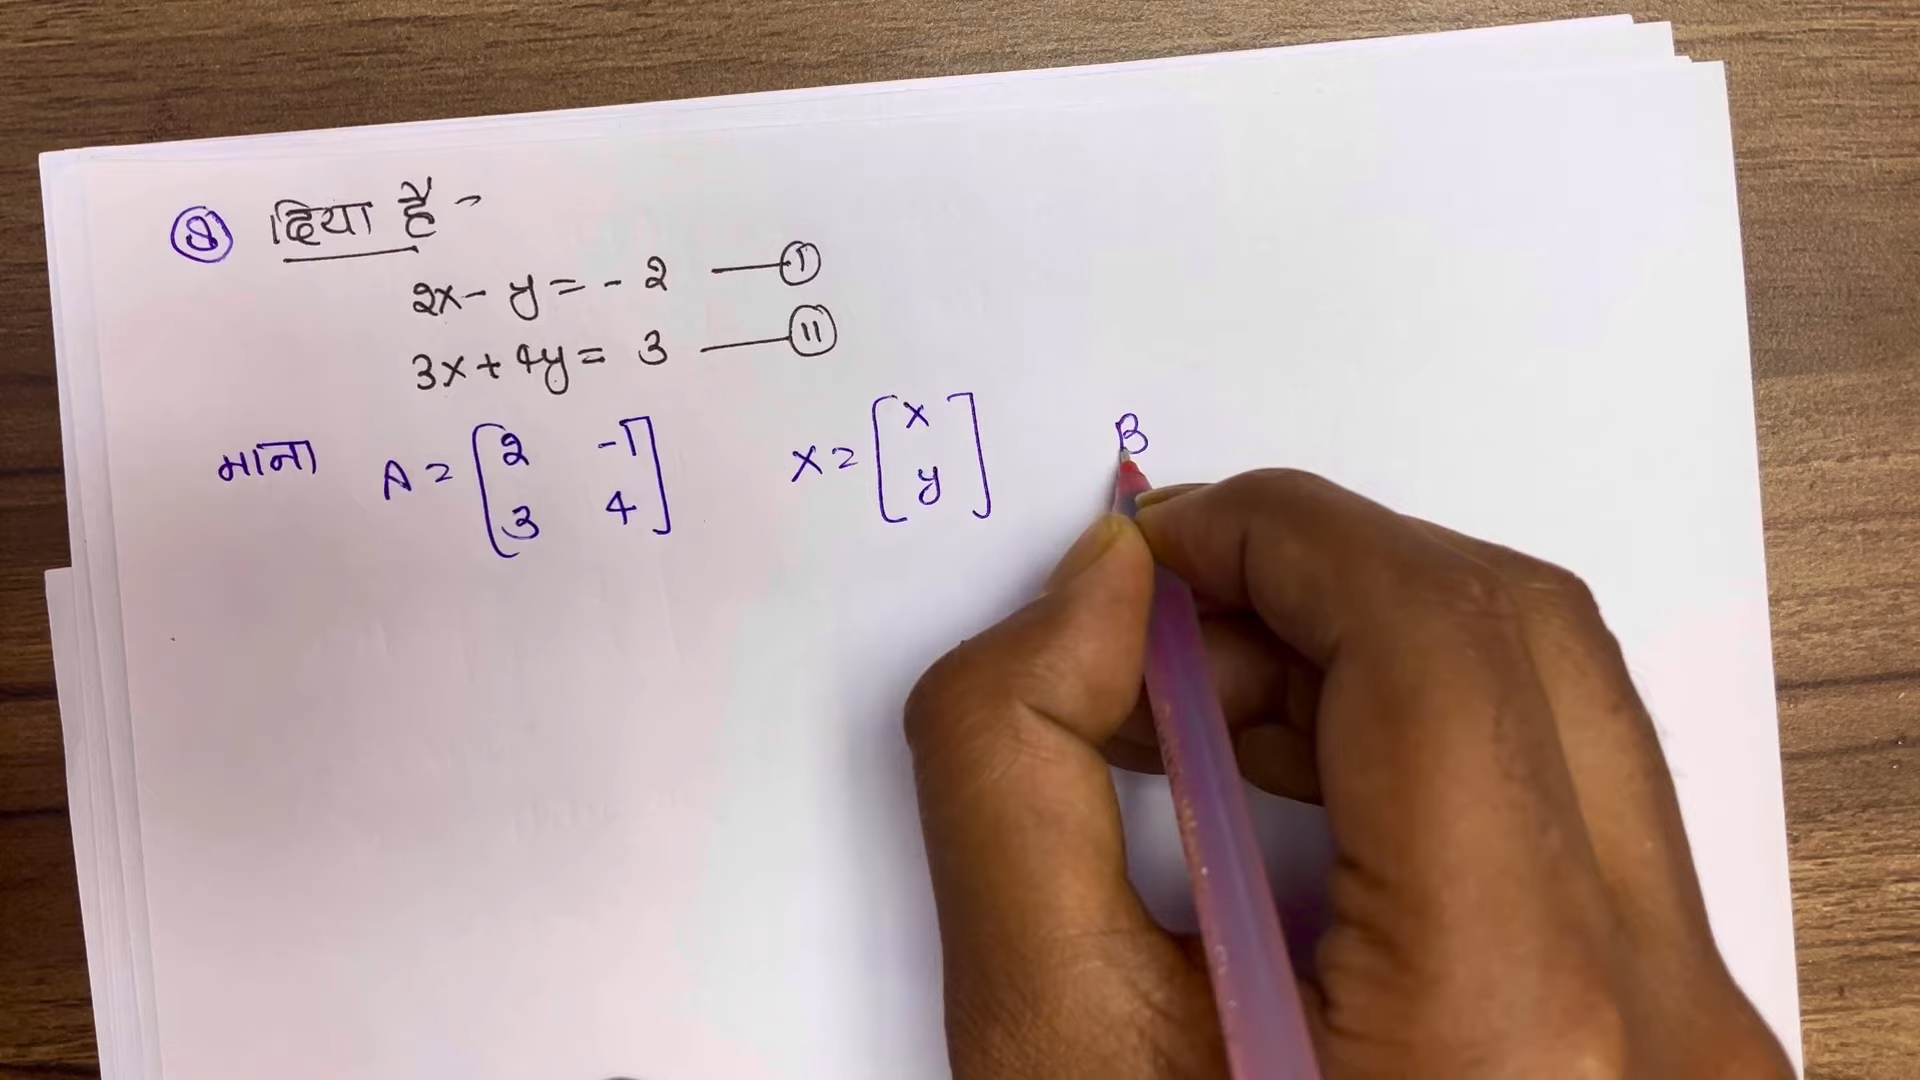 8 दिया है -
2x - y = - 2 — I
3x + 4y = 3 — II
माना A = [2 -1 3 4] X = [x y] B